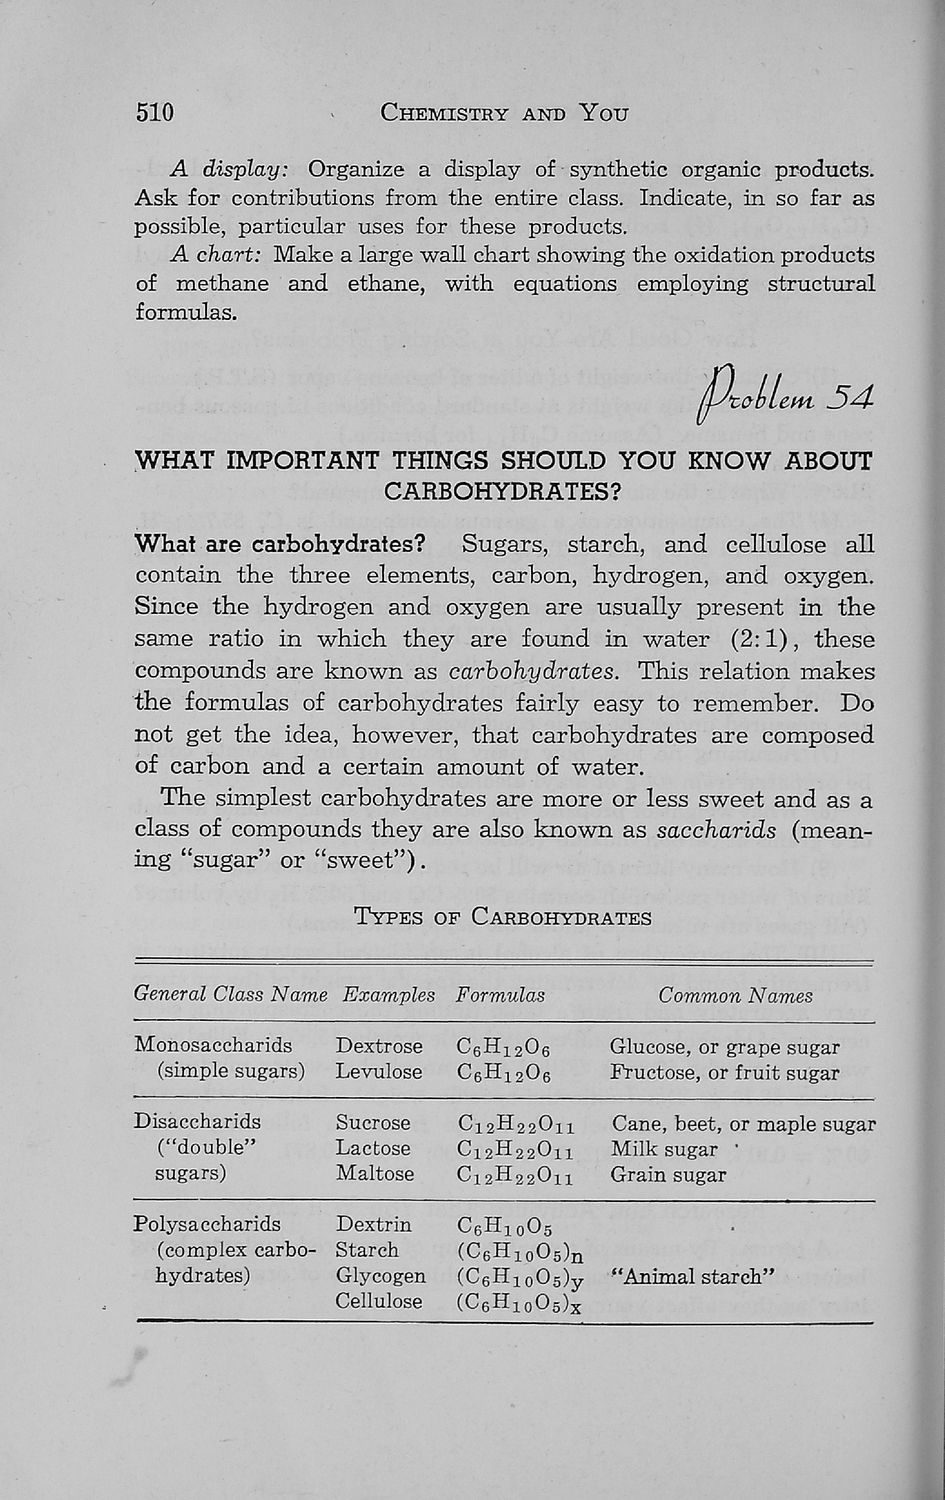 510 CHEMISTRY AND YOU
A display: Organize a display of synthetic organic products.
Ask for contributions from the entire class. Indicate, in so far as
possible, particular uses for these products.
A chart: Make a large wall chart showing the oxidation products
of methane and ethane, with equations employing structural
formulas.
Problem 54
WHAT IMPORTANT THINGS SHOULD YOU KNOW ABOUT
CARBOHYDRATES?
What are carbohydrates? Sugars, starch, and cellulose all
contain the three elements, carbon, hydrogen, and oxygen.
Since the hydrogen and oxygen are usually present in the
same ratio in which they are found in water (2:1), these
compounds are known as carbohydrates. This relation makes
the formulas of carbohydrates fairly easy to remember. Do
not get the idea, however, that carbohydrates are composed
of carbon and a certain amount of water.
The simplest carbohydrates are more or less sweet and as a
class of compounds they are also known as saccharids (mean-
ing “sugar” or “sweet”).
TYPES OF CARBOHYDRATES
General Class Name Examples Formulas Common Names
Monosaccharids Dextrose C₆H₁₂O₆ Glucose, or grape sugar
(simple sugars) Levulose C₆H₁₂O₆ Fructose, or fruit sugar
Disaccharids Sucrose C₁₂H₂₂O₁₁ Cane, beet, or maple sugar
(“double” Lactose C₁₂H₂₂O₁₁ Milk sugar
sugars) Maltose C₁₂H₂₂O₁₁ Grain sugar
Polysaccharids Dextrin C₆H₁₀O₅
(complex carbo- Starch (C₆H₁₀O₅)n
hydrates) Glycogen (C₆H₁₀O₅)y “Animal starch”
Cellulose (C₆H₁₀O₅)x